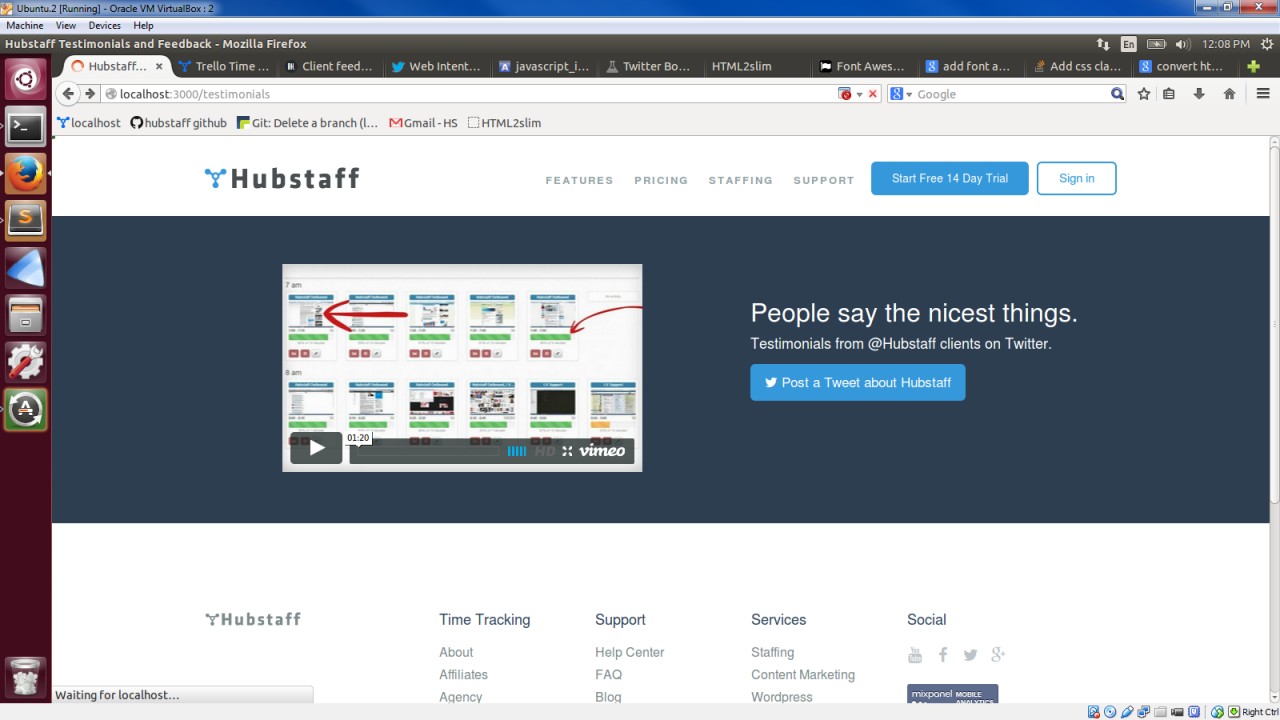 Ubuntu.2 [Running] - Oracle VM VirtualBox : 2
Machine View Devices Help
Hubstaff Testimonials and Feedback - Mozilla Firefox
En 12:08 PM
Hubstaff... Trello Time ... Client feed... Web Intent... javascript_i... Twitter Bo... HTML2slim Font Awes... add font a... Add css cla... convert ht...
localhost:3000/testimonials
Google
localhost hubstaff github Git: Delete a branch (l... Gmail - HS HTML2slim
Hubstaff
FEATURES PRICING STAFFING SUPPORT Start Free 14 Day Trial Sign in
7 am
8 am
01:20
HD vimeo
People say the nicest things.
Testimonials from @Hubstaff clients on Twitter.
Post a Tweet about Hubstaff
Hubstaff
Time Tracking Support Services Social
About Help Center Staffing
Affiliates FAQ Content Marketing
Agency Blog Wordpress
You Tube
mixpanel MOBILE
ANALYTICS
Waiting for localhost...
Right Ctrl